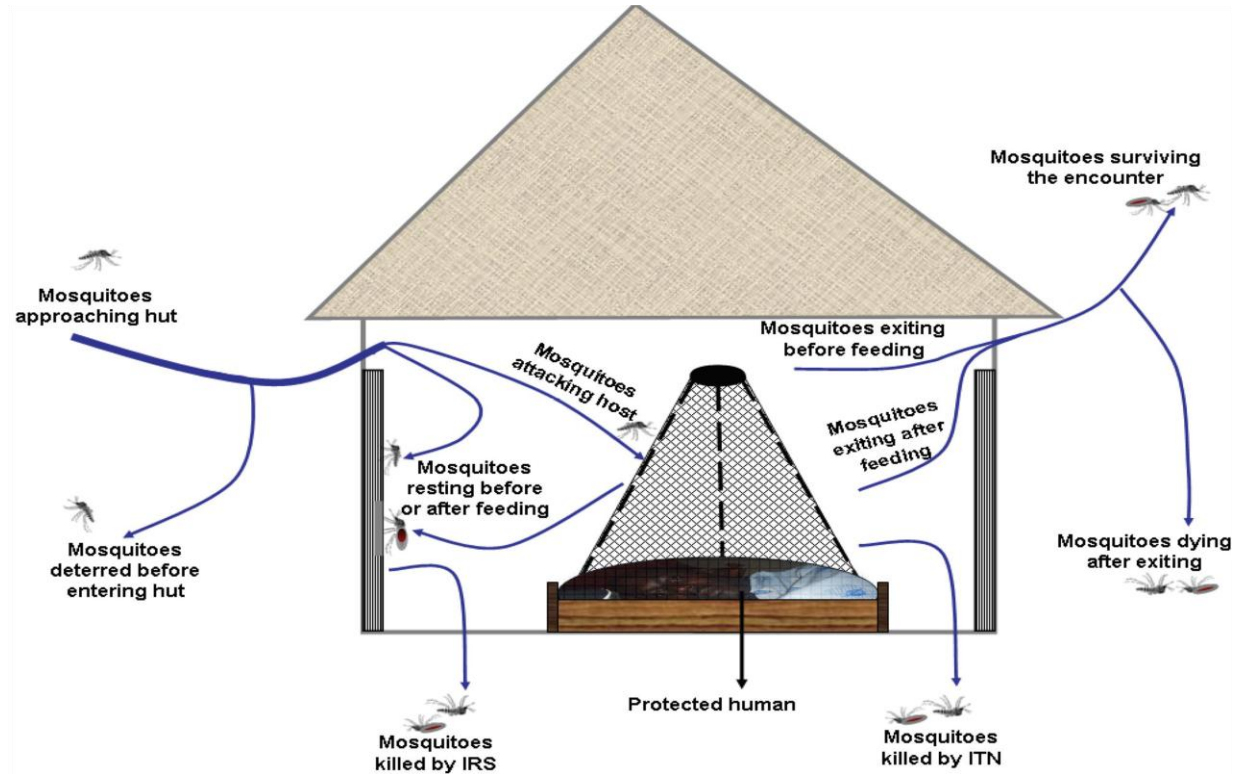 Mosquitoes
approaching hut
Mosquitoes
deterred before
entering hut
Mosquitoes
attacking host
Mosquitoes
resting before
or after feeding
Mosquitoes
killed by IRS
Protected human
Mosquitoes exiting
before feeding
Mosquitoes
exiting after
feeding
Mosquitoes
killed by ITN
Mosquitoes surviving
the encounter
Mosquitoes dying
after exiting